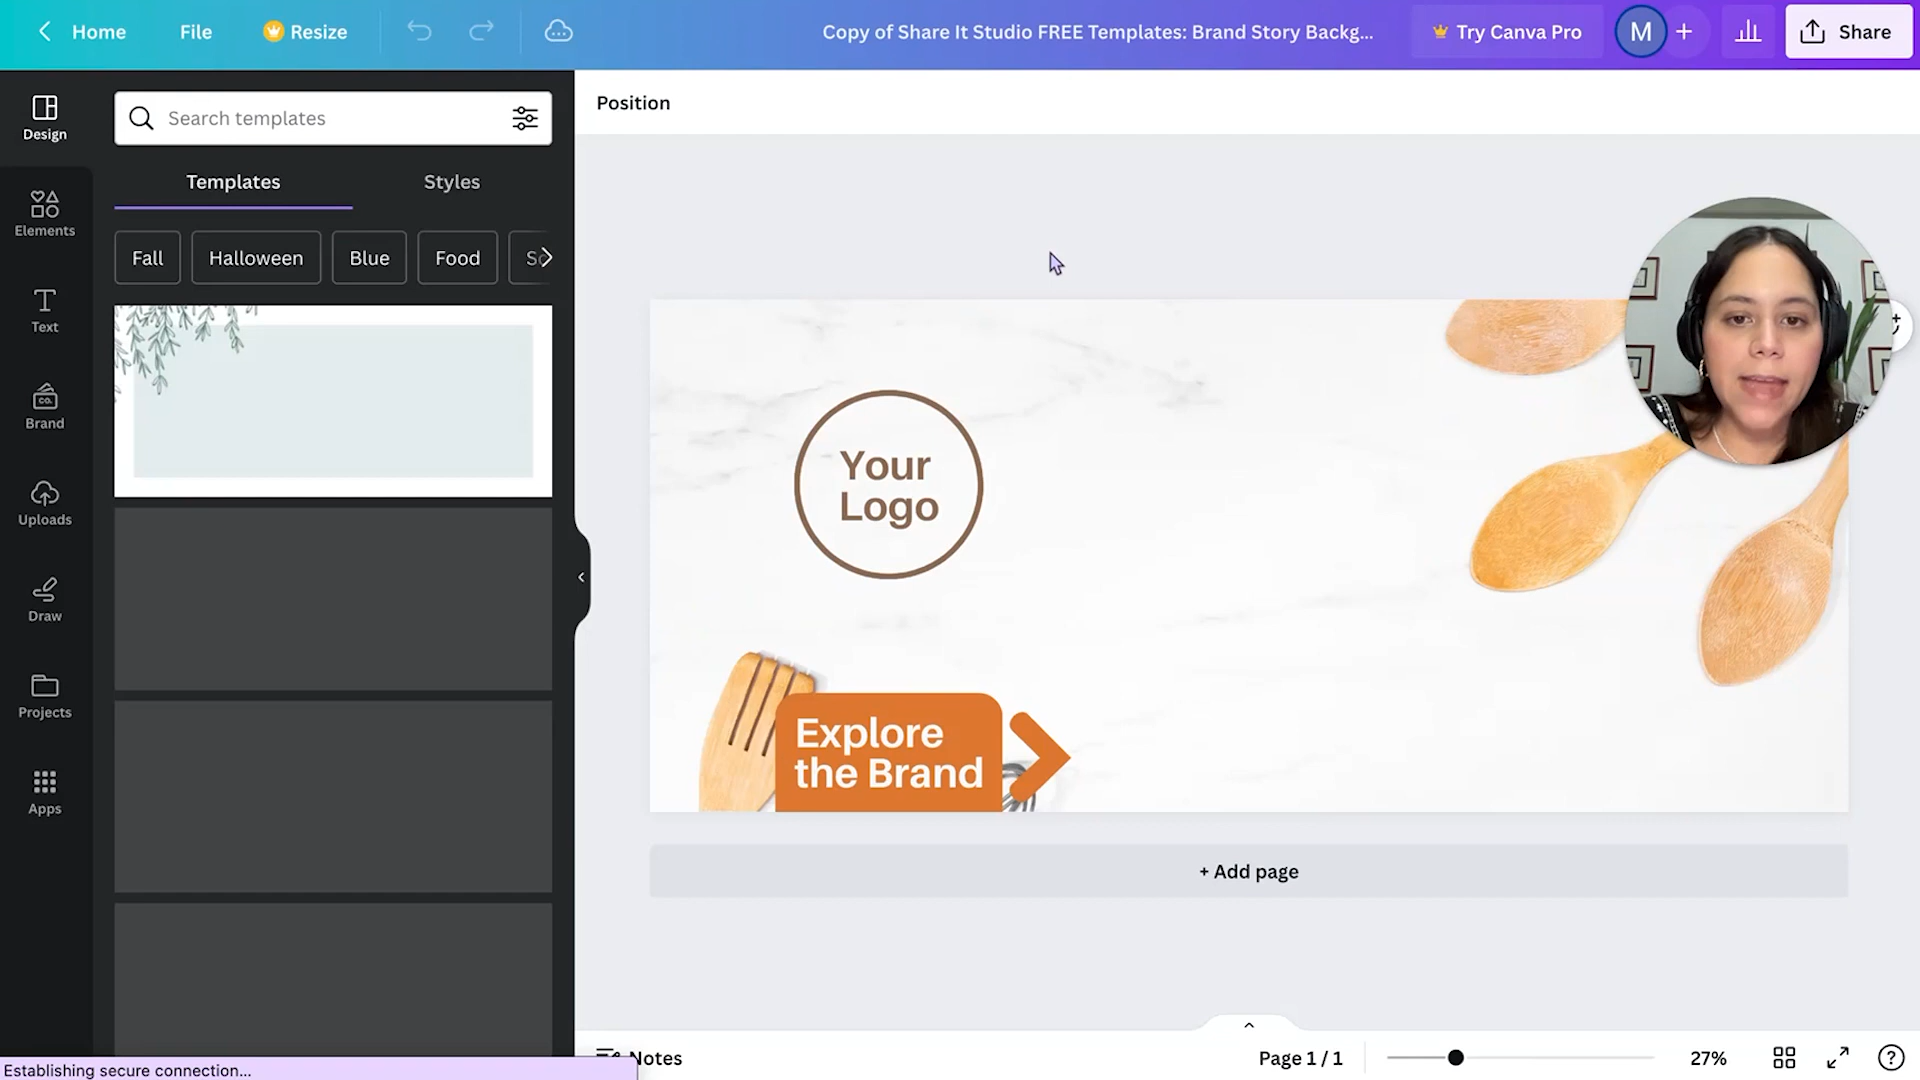 Home
File
Resize
Copy of Share It Studio FREE Templates: Brand Story Backg...
Try Canva Pro
M
Share
Design
Elements
Text
Brand
CO.
Uploads
Draw
Projects
Apps
Search templates
Templates
Styles
Fall
Halloween
Blue
Food
Position
Your
Logo
Explore
the Brand
+ Add page
Notes
Page 1 / 1
27%
Establishing secure connection...